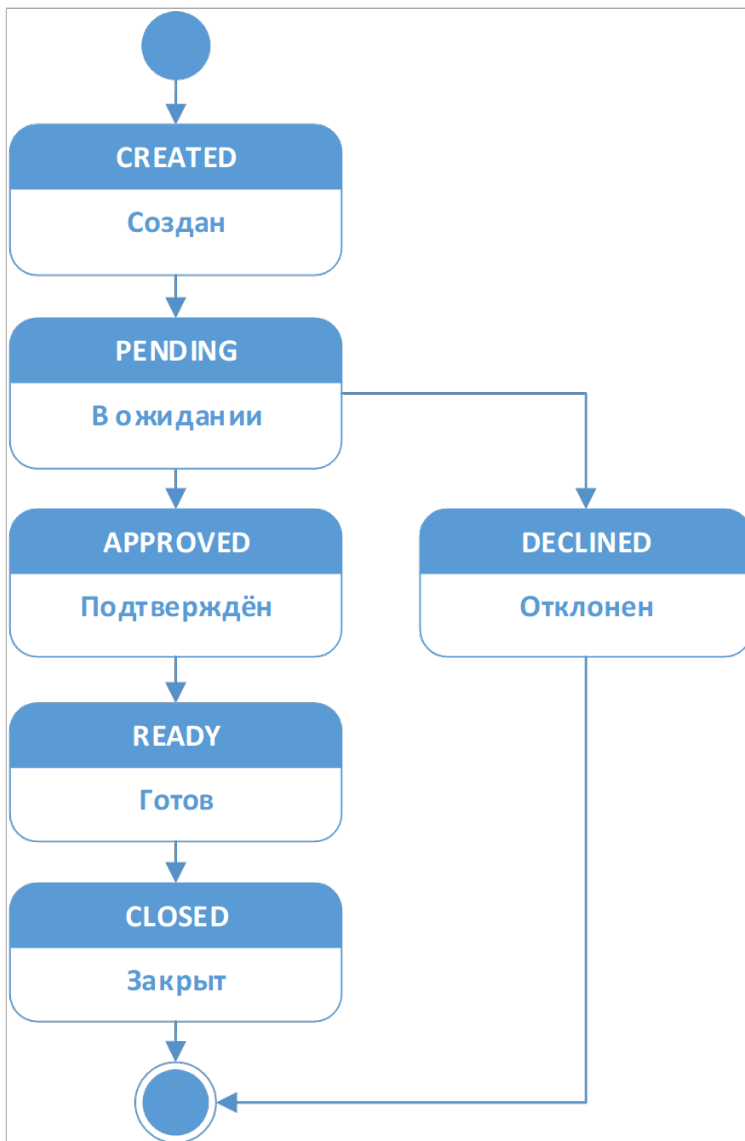 CREATED
Создан
PENDING
В ожидании
APPROVED
Подтверждён
DECLINED
Отклонен
READY
Готов
CLOSED
Закрыт